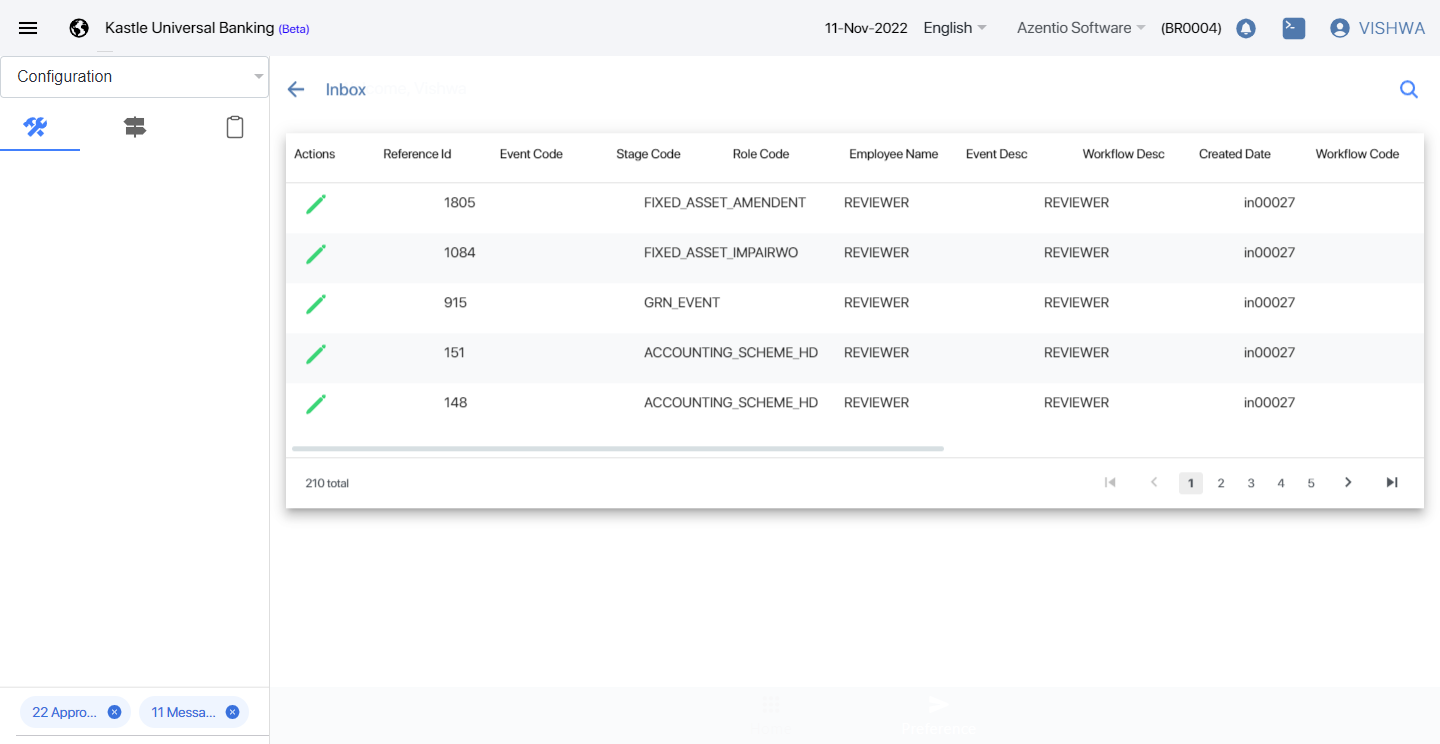 Kastle Universal Banking (Beta) 11-Nov-2022 English Azentio Software (BR0004) VISHWA
Configuration
Inbox
Actions Reference Id Event Code Stage Code Role Code Employee Name Event Desc Workflow Desc Created Date Workflow Code
1805 FIXED_ASSET_AMENDENT REVIEWER REVIEWER in00027
1084 FIXED_ASSET_IMPAIRWO REVIEWER REVIEWER in00027
915 GRN_EVENT REVIEWER REVIEWER in00027
151 ACCOUNTING_SCHEME_HD REVIEWER REVIEWER in00027
148 ACCOUNTING_SCHEME_HD REVIEWER REVIEWER in00027
210 total 1 2 3 4 5
22 Appro... 11 Messa...